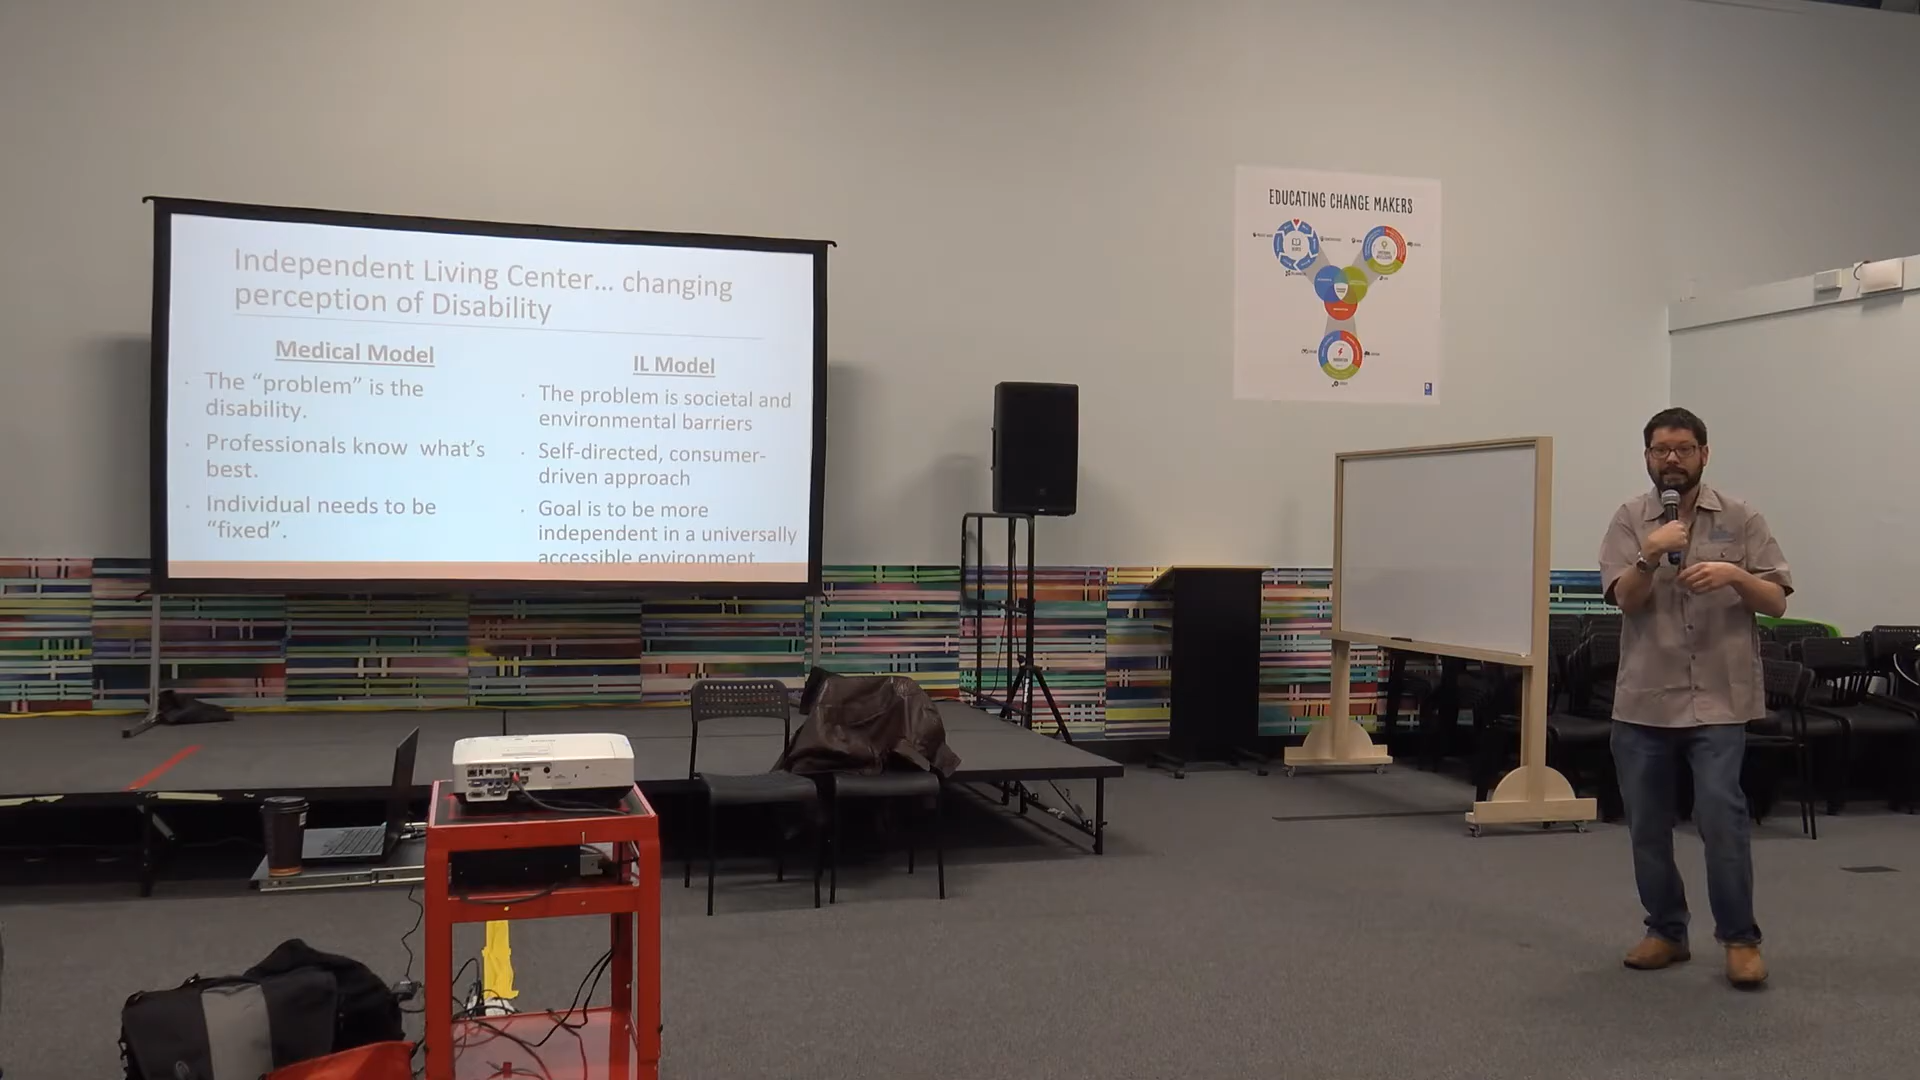 Independent Living Center... changing
perception of Disability
Medical Model
The “problem” is the
disability.
Professionals know what’s
best.
Individual needs to be
“fixed”.
IL Model
The problem is societal and
environmental barriers
Self-directed, consumer-
driven approach
Goal is to be more
independent in a universally
accessible environment
EDUCATING CHANGE MAKERS